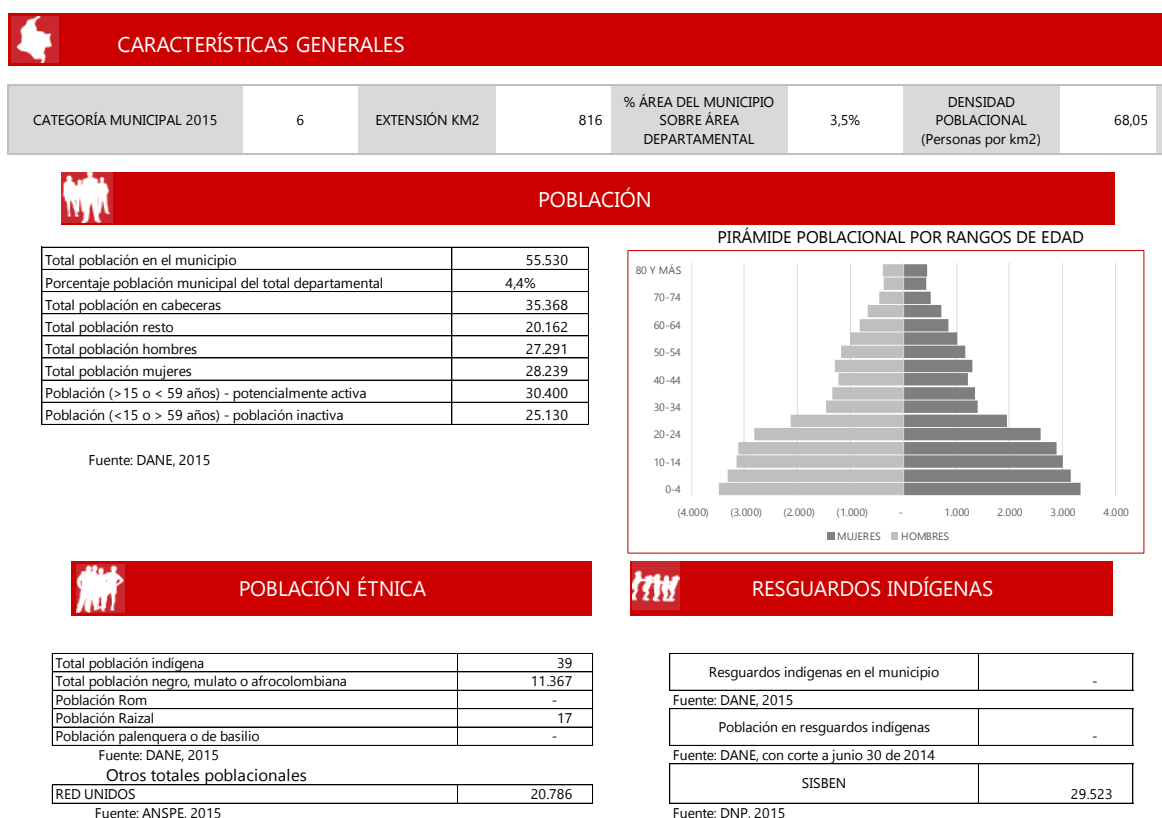 CARACTERÍSTICAS GENERALES
CATEGORÍA MUNICIPAL 2015 6 EXTENSIÓN KM2 816 % ÁREA DEL MUNICIPIO SOBRE ÁREA DEPARTAMENTAL 3,5% DENSIDAD POBLACIONAL (Personas por km2) 68,05
POBLACIÓN
Total población en el municipio 55.530
Porcentaje población municipal del total departamental 4,4%
Total población en cabeceras 35.368
Total población resto 20.162
Total población hombres 27.291
Total población mujeres 28.239
Población (>15 o < 59 años) - potencialmente activa 30.400
Población (<15 o > 59 años) - población inactiva 25.130
Fuente: DANE, 2015
PIRÁMIDE POBLACIONAL POR RANGOS DE EDAD
80 Y MÁS
70-74
60-64
50-54
40-44
30-34
20-24
10-14
0-4
(4.000) (3.000) (2.000) (1.000) - 1.000 2.000 3.000 4.000
MUJERES HOMBRES
POBLACIÓN ÉTNICA
Total población indígena 39
Total población negro, mulato o afrocolombiana 11.367
Población Rom -
Población Raizal 17
Población palenquera o de basilio -
Fuente: DANE, 2015
Otros totales poblacionales
RED UNIDOS 20.786
Fuente: ANSPE, 2015
RESGUARDOS INDÍGENAS
Resguardos indígenas en el municipio -
Fuente: DANE, 2015
Población en resguardos indígenas -
Fuente: DANE, con corte a junio 30 de 2014
SISBEN 29.523
Fuente: DNP, 2015